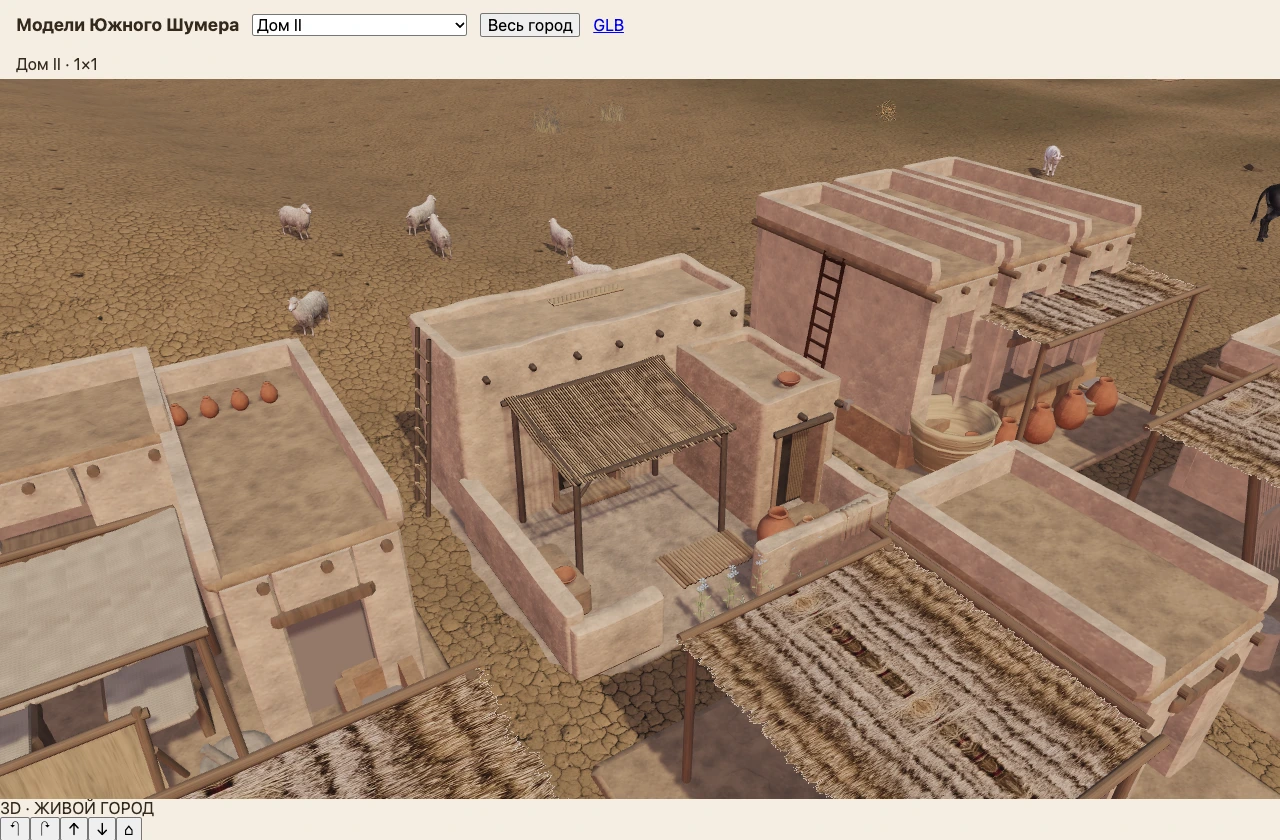 Модели Южного Шумера Дом II Весь город GLB
Дом II · 1×1
3D · ЖИВОЙ ГОРОД
↰ ↱ ↑ ↓ ⌂